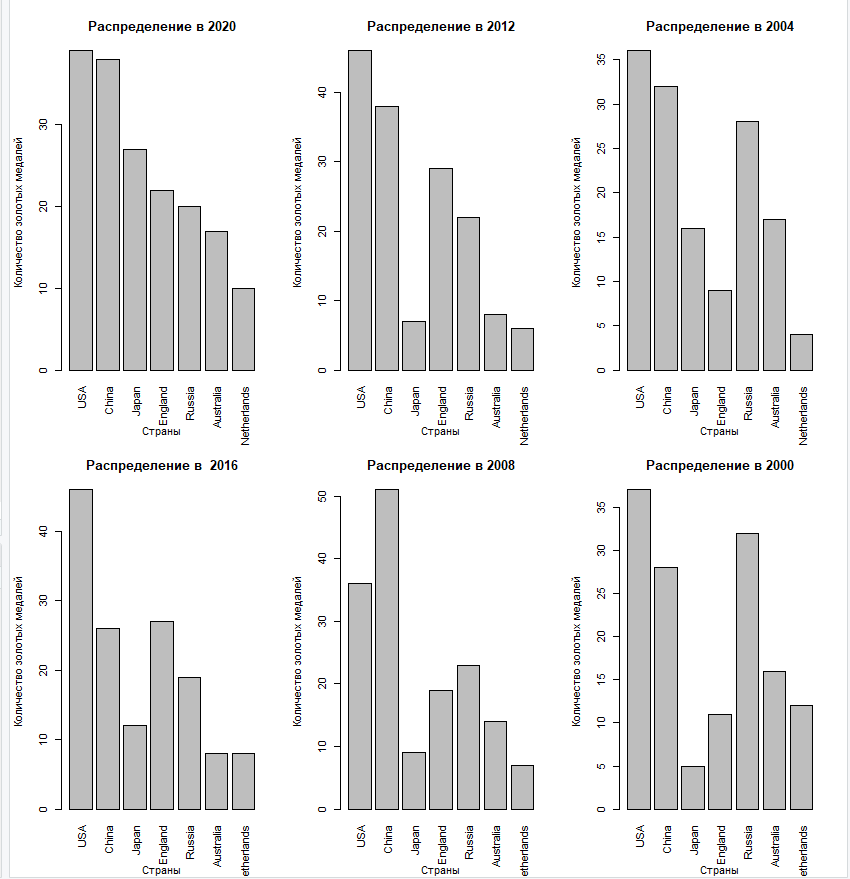 Распределение в 2020
Количество золотых медалей
0
10
20
30
USA
China
Japan
England
Russia
Australia
Netherlands
Страны
Распределение в 2012
Количество золотых медалей
0
10
20
30
40
USA
China
Japan
England
Russia
Australia
Netherlands
Страны
Распределение в 2004
Количество золотых медалей
0
5
10
15
20
25
30
35
USA
China
Japan
England
Russia
Australia
Netherlands
Страны
Распределение в  2016
Количество золотых медалей
0
10
20
30
40
USA
China
Japan
England
Russia
Australia
etherlands
Страны
Распределение в 2008
Количество золотых медалей
0
10
20
30
40
50
USA
China
Japan
England
Russia
Australia
etherlands
Страны
Распределение в 2000
Количество золотых медалей
0
5
10
15
20
25
30
35
USA
China
Japan
England
Russia
Australia
etherlands
Страны